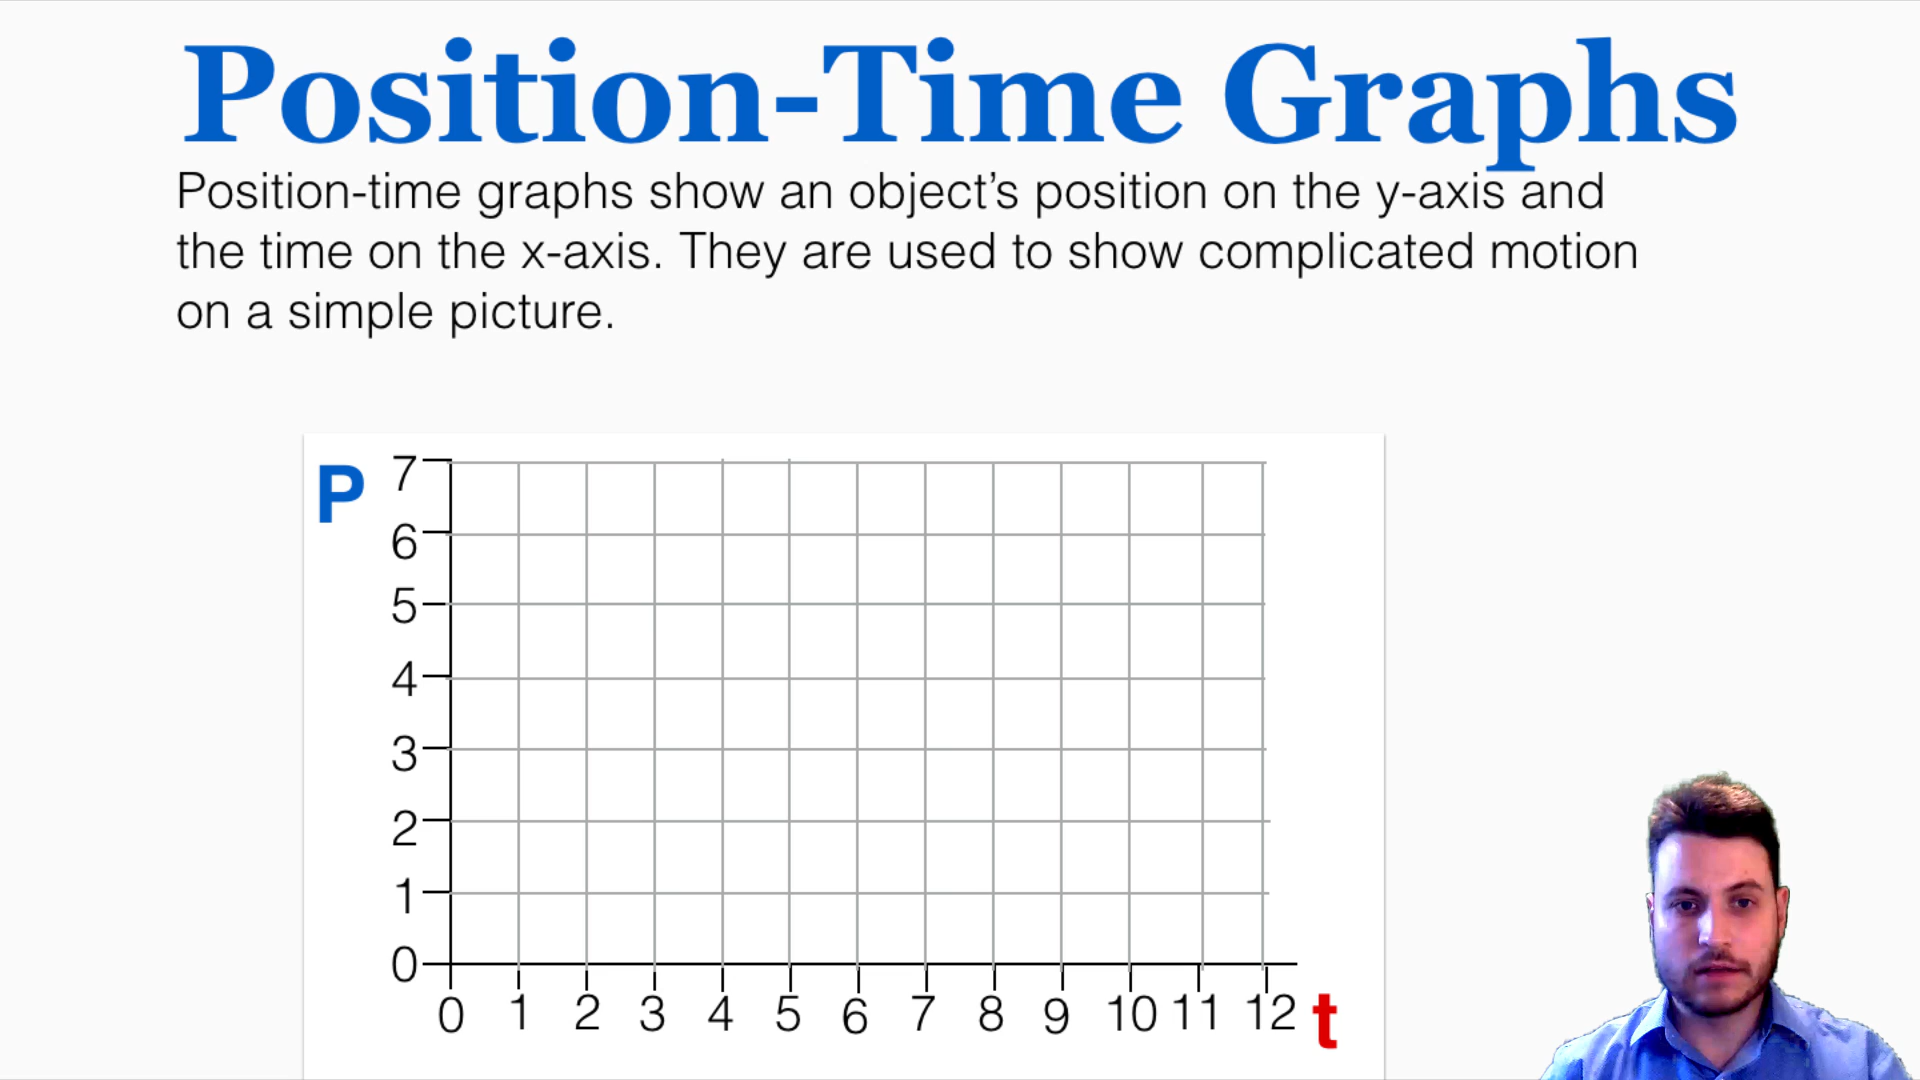 Position-Time Graphs
Position-time graphs show an object’s position on the y-axis and
the time on the x-axis. They are used to show complicated motion
on a simple picture.
P
7
6
5
4
3
2
1
0
0 1 2 3 4 5 6 7 8 9 10 11 12 t